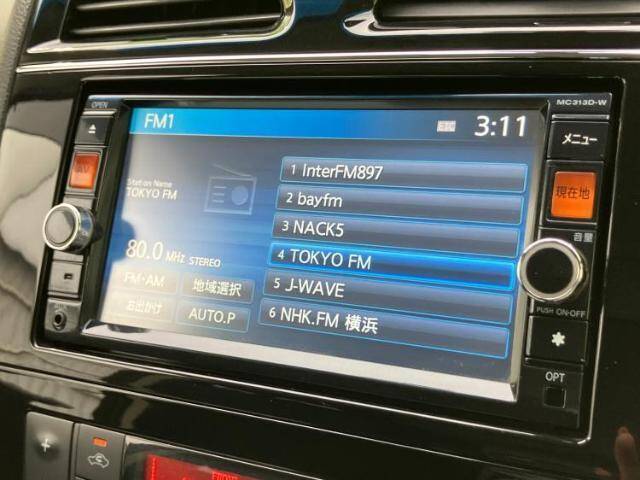 OPEN
MC313D-W
FM1
ETC
3:11
メニュー
AV
現在地
Station Name
TOKYO FM
1 InterFM897
2 bayfm
3 NACK5
4 TOKYO FM
5 J-WAVE
6 NHK.FM 横浜
80.0 MHz STEREO
FM・AM
地域選択
お出かけ
AUTO.P
音量
PUSH ON-OFF
OPT